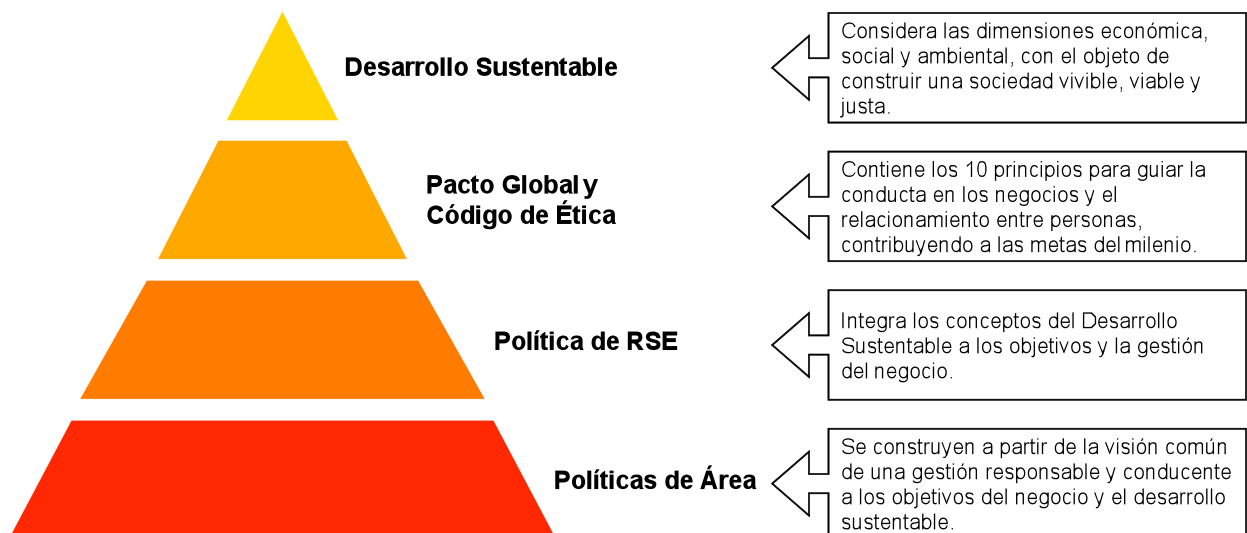 Desarrollo Sustentable
Considera las dimensiones económica,
social y ambiental, con el objeto de
construir una sociedad vivible, viable y
justa.
Pacto Global y
Código de Ética
Contiene los 10 principios para guiar la
conducta en los negocios y el
relacionamiento entre personas,
contribuyendo a las metas del milenio.
Política de RSE
Integra los conceptos del Desarrollo
Sustentable a los objetivos y la gestión
del negocio.
Políticas de Área
Se construyen a partir de la visión común
de una gestión responsable y conducente
a los objetivos del negocio y el desarrollo
sustentable.